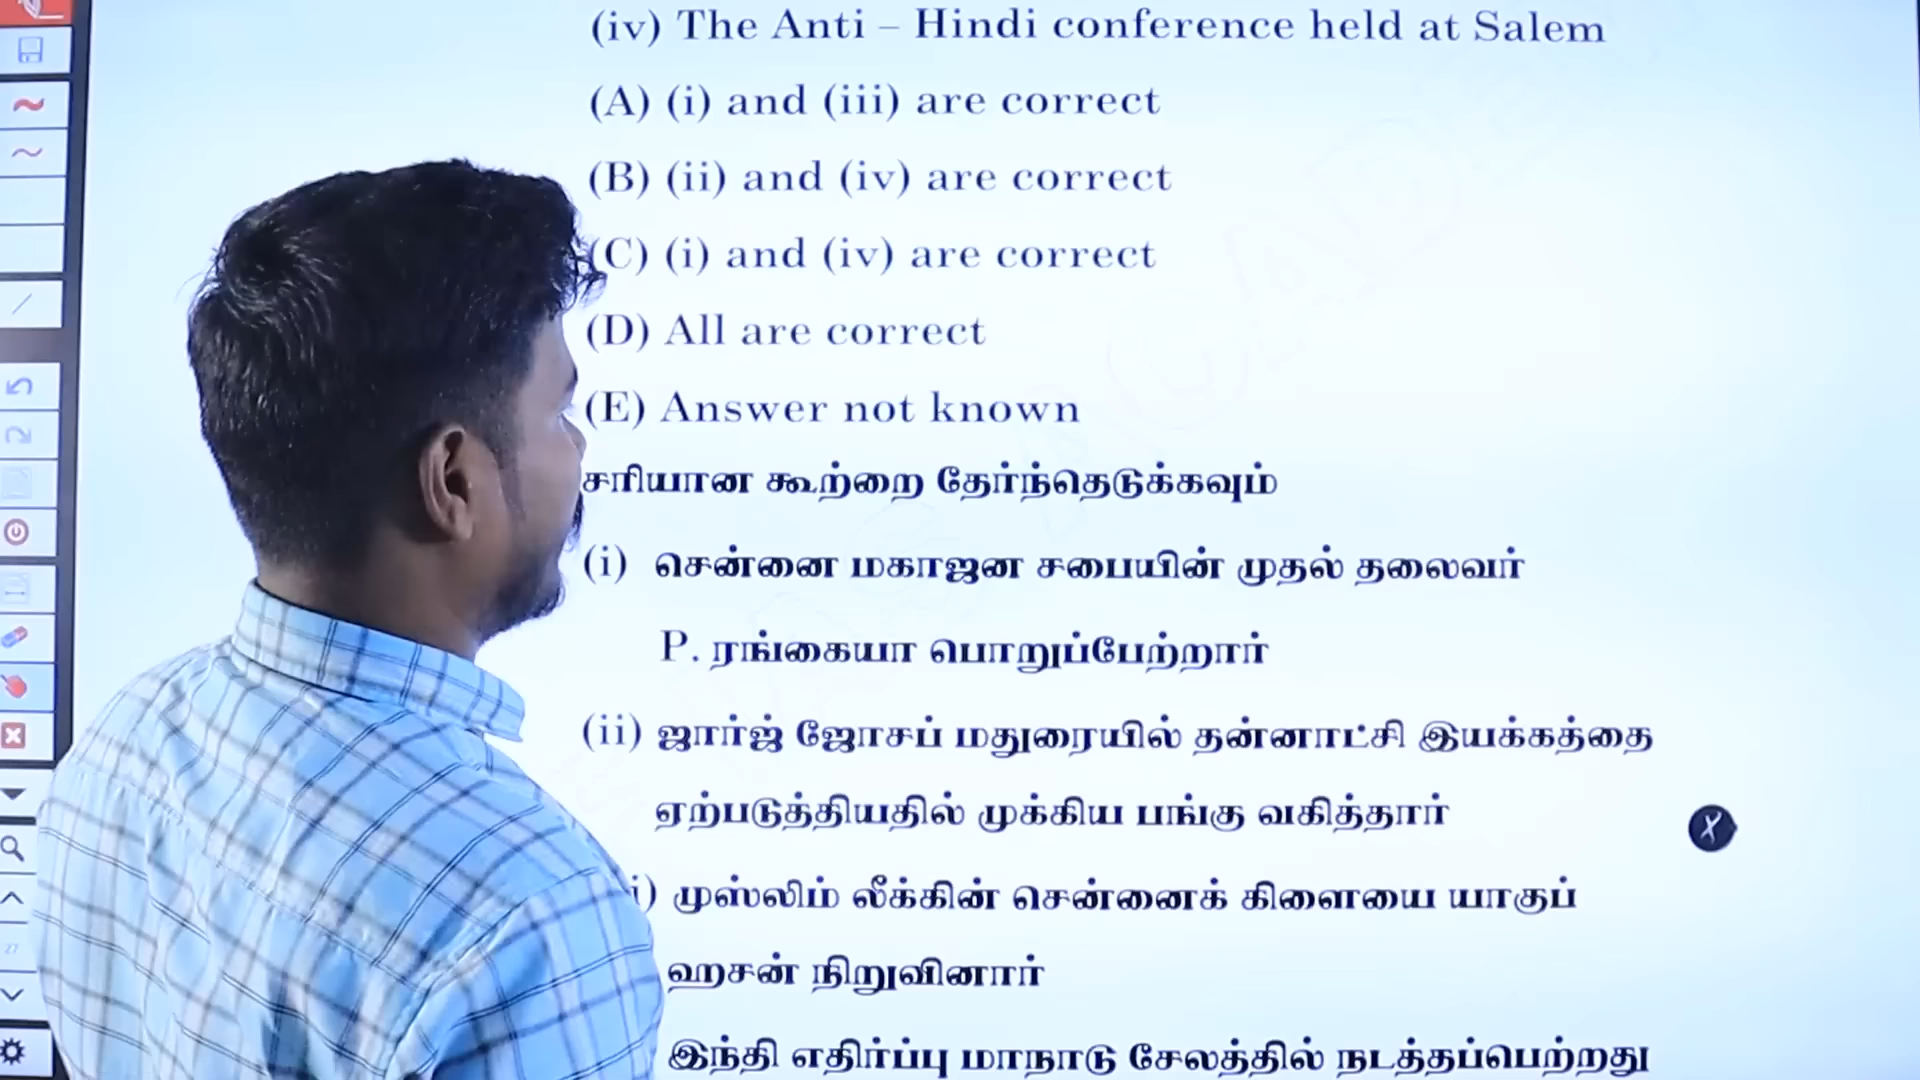 (iv) The Anti – Hindi conference held at Salem
(A) (i) and (iii) are correct
(B) (ii) and (iv) are correct
(C) (i) and (iv) are correct
(D) All are correct
(E) Answer not known
சரியான கூற்றை தேர்ந்தெடுக்கவும்
(i) சென்னை மகாஜன சபையின் முதல் தலைவர்
P. ரங்கையா பொறுப்பேற்றார்
(ii) ஜார்ஜ் ஜோசப் மதுரையில் தன்னாட்சி இயக்கத்தை
ஏற்படுத்தியதில் முக்கிய பங்கு வகித்தார்
i) முஸ்லிம் லீக்கின் சென்னைக் கிளையை யாகுப்
ஹசன் நிறுவினார்
இந்தி எதிர்ப்பு மாநாடு சேலத்தில் நடத்தப்பெற்றது
27